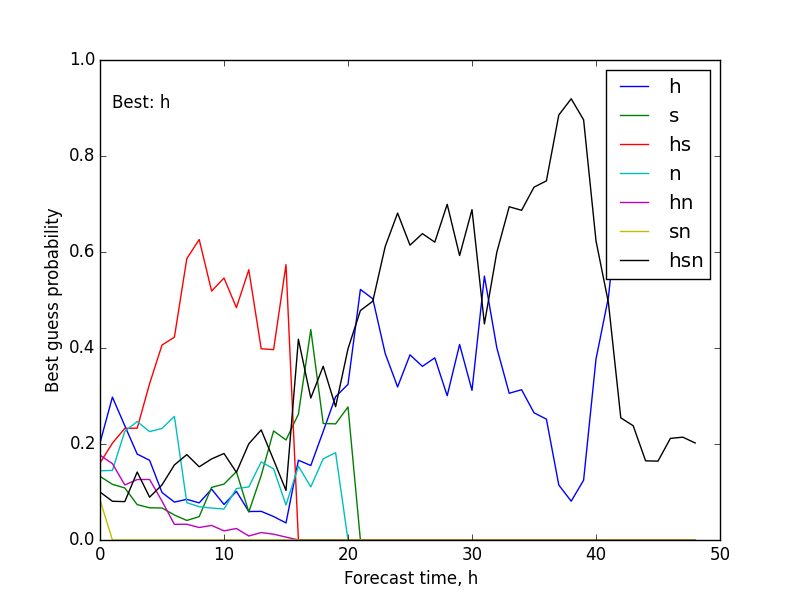 Best: h
h
s
hs
n
hn
sn
hsn
1.0
0.8
0.6
0.4
0.2
0.0
Best guess probability
0 10 20 30 40 50
Forecast time, h